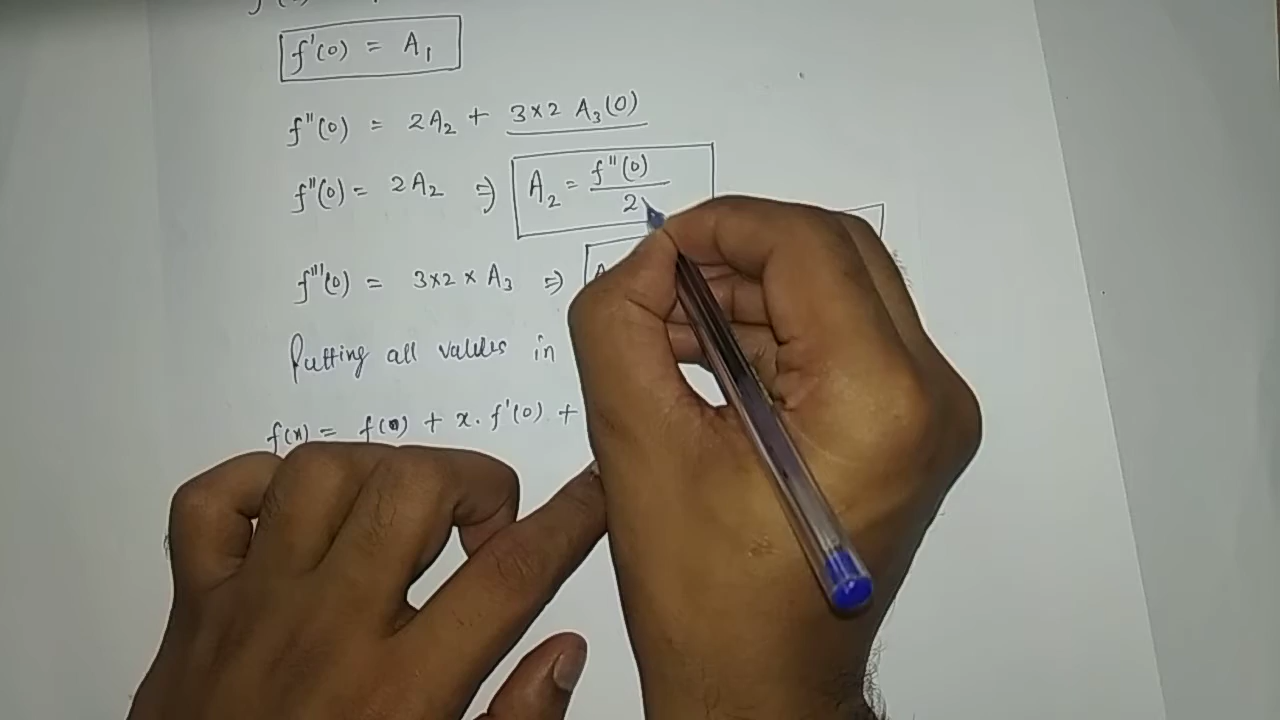 f'(0) = A₁
f''(0) = 2A₂ + 3×2 A₃(0)
f''(0) = 2A₂ ⇒ A₂ = f''(0)/2
f'''(0) = 3×2×A₃ ⇒
Putting all values in
f(x) = f(0) + x. f'(0) +